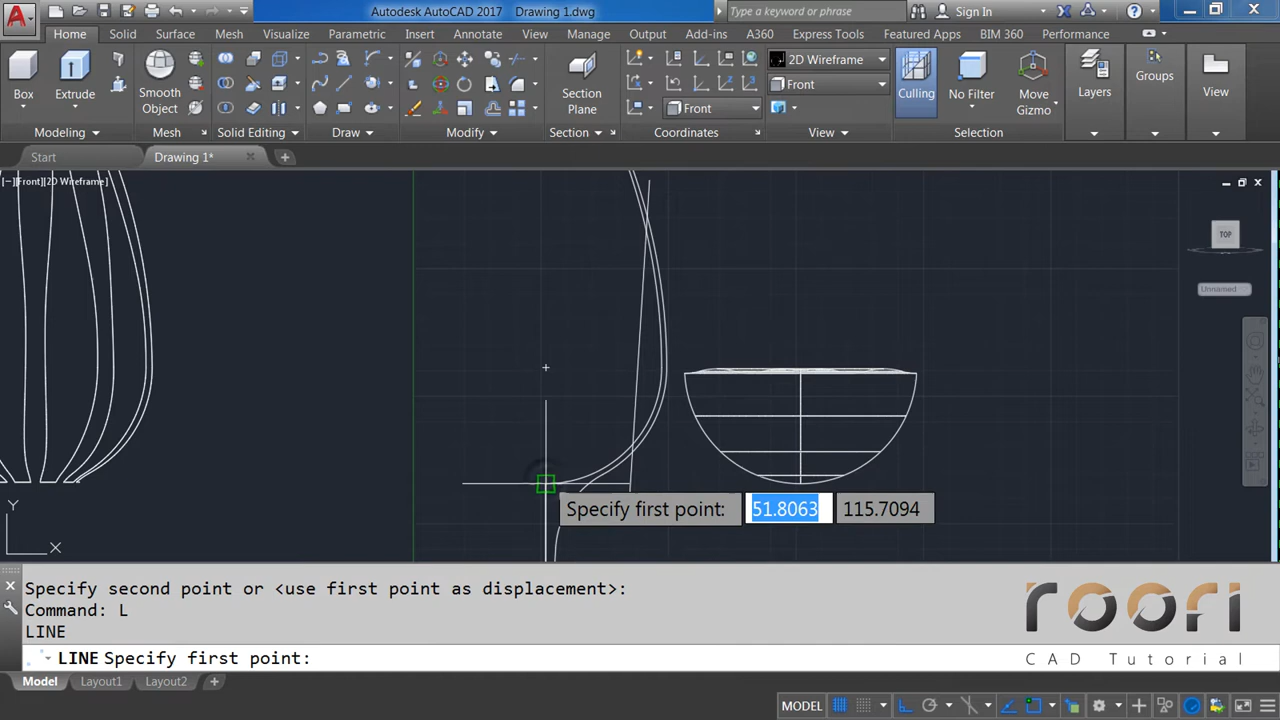 Autodesk AutoCAD 2017 Drawing 1.dwg
Type a keyword or phrase
Sign In
Home Solid Surface Mesh Visualize Parametric Insert Annotate View Manage Output Add-ins A360 Express Tools Featured Apps BIM 360 Performance
Box
Extrude
Smooth
Object
Section
Plane
2D Wireframe
Front
Front
Culling
No Filter
Move
Gizmo
Layers
Groups
View
Modeling Mesh Solid Editing Draw Modify Section Coordinates View Selection
Start Drawing 1*
[−][Front][2D Wireframe]
TOP
Unnamed
Y
X
Specify first point: 51.8063 115.7094
Specify second point or <use first point as displacement>:
Command: L
LINE
LINE Specify first point:
roori
CAD Tutorial
Model Layout1 Layout2
MODEL